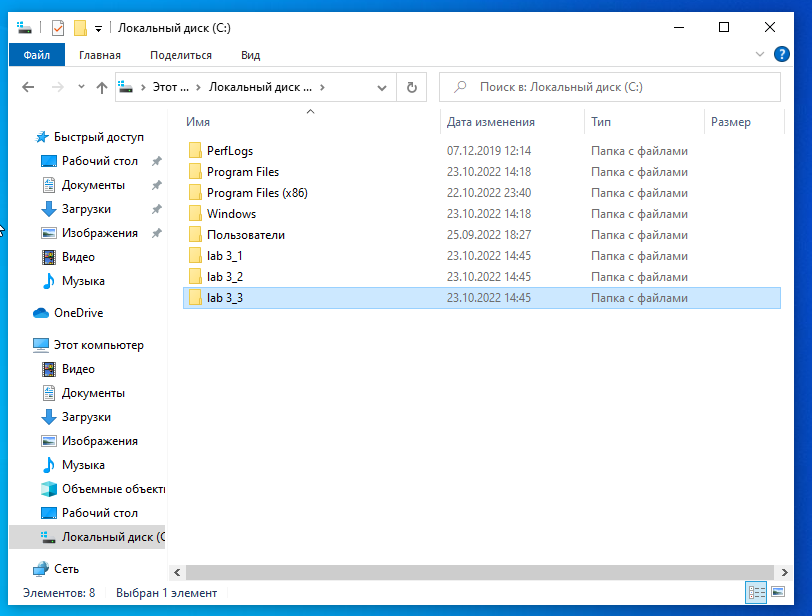 Локальный диск (C:)
Файл Главная Поделиться Вид
Этот ... Локальный диск ... Поиск в: Локальный диск (C:)
Имя Дата изменения Тип Размер
PerfLogs 07.12.2019 12:14 Папка с файлами
Program Files 23.10.2022 14:18 Папка с файлами
Program Files (x86) 22.10.2022 23:40 Папка с файлами
Windows 23.10.2022 14:18 Папка с файлами
Пользователи 25.09.2022 18:27 Папка с файлами
lab 3_1 23.10.2022 14:45 Папка с файлами
lab 3_2 23.10.2022 14:45 Папка с файлами
lab 3_3 23.10.2022 14:45 Папка с файлами
Быстрый доступ
Рабочий стол
Документы
Загрузки
Изображения
Видео
Музыка
OneDrive
Этот компьютер
Видео
Документы
Загрузки
Изображения
Музыка
Объемные объекты
Рабочий стол
Локальный диск (C
Сеть
Элементов: 8 Выбран 1 элемент